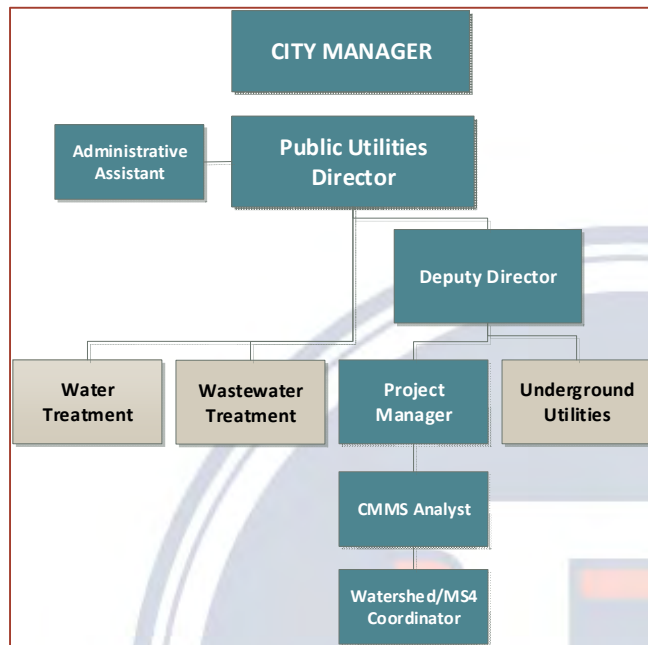 CITY MANAGER
Administrative
Assistant
Public Utilities
Director
Deputy Director
Water
Treatment
Wastewater
Treatment
Project
Manager
Underground
Utilities
CMMS Analyst
Watershed/MS4
Coordinator